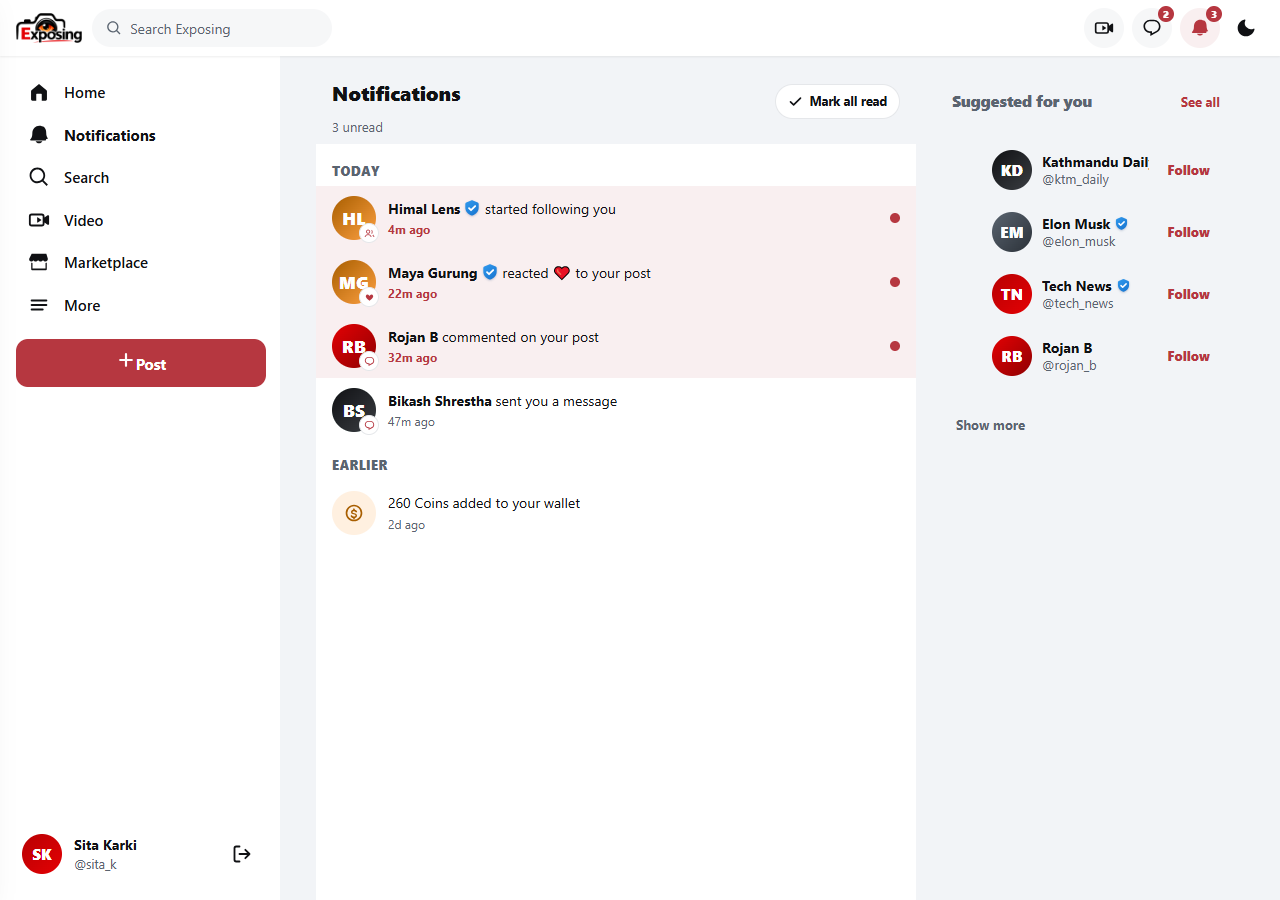 Exposing
Search Exposing
2
3
Home
Notifications
Search
Video
Marketplace
More
Post
SK
Sita Karki
@sita_k
Notifications
3 unread
Mark all read
TODAY
HL
Himal Lens started following you
4m ago
MG
Maya Gurung reacted ❤️ to your post
22m ago
RB
Rojan B commented on your post
32m ago
BS
Bikash Shrestha sent you a message
47m ago
EARLIER
260 Coins added to your wallet
2d ago
Suggested for you
See all
KD
Kathmandu Dail
@ktm_daily
Follow
EM
Elon Musk
@elon_musk
Follow
TN
Tech News
@tech_news
Follow
RB
Rojan B
@rojan_b
Follow
Show more